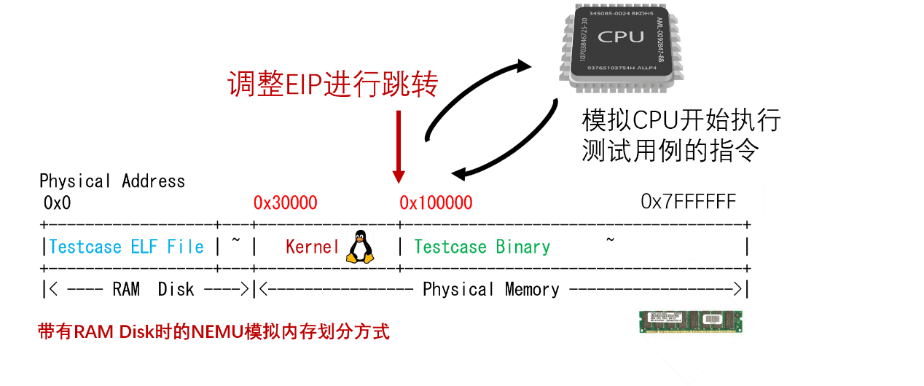 345085-0024 BKDHS
CPU
调整EIP进行跳转
模拟CPU开始执行
测试用例的指令
Physical Address
0x0
0x30000
0x100000
0x7FFFFFF
+-------------------+---+---------------+-------------------------------------+
|Testcase ELF File | ~ | Kernel | Testcase Binary ~ |
+-------------------+---+---------------+-------------------------------------+
|< ---- RAM Disk ---->|<---------------- Physical Memory ----------------->|
带有RAM Disk时的NEMU模拟内存划分方式